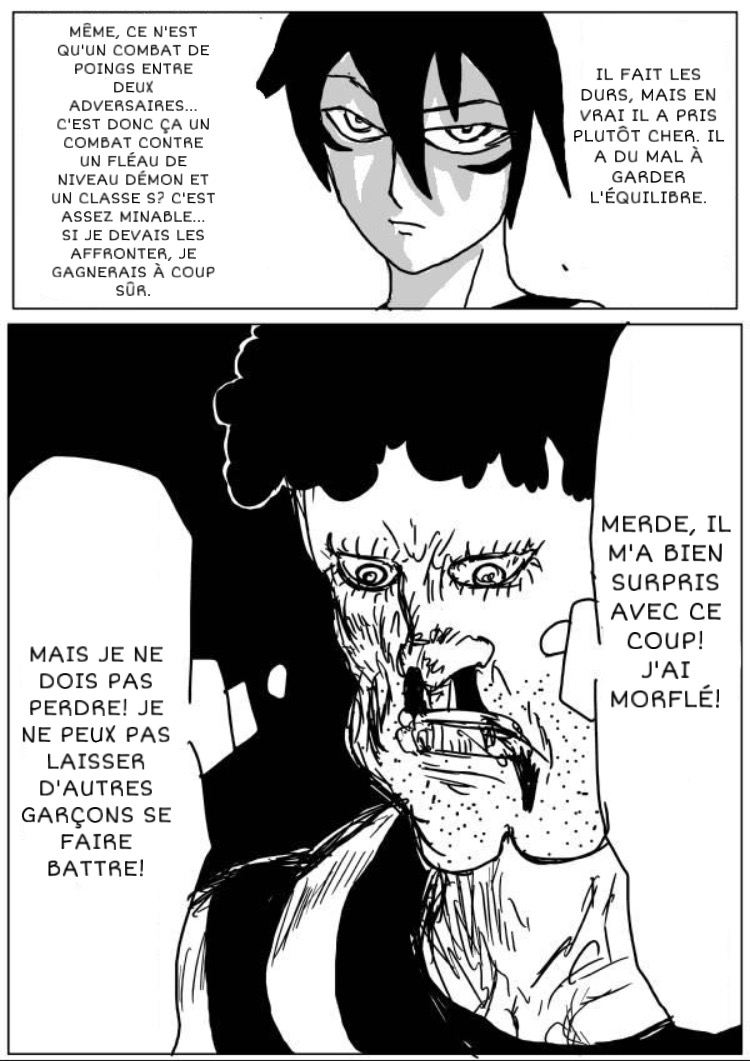 IL FAIT LES
DURS, MAIS EN
VRAI IL A PRIS
PLUTÔT CHER. IL
A DU MAL À
GARDER
L'ÉQUILIBRE.
MÊME, CE N'EST
QU'UN COMBAT DE
POINGS ENTRE
DEUX
ADVERSAIRES...
C'EST DONC ÇA UN
COMBAT CONTRE
UN FLÉAU DE
NIVEAU DÉMON ET
UN CLASSE S? C'EST
ASSEZ MINABLE...
SI JE DEVAIS LES
AFFRONTER, JE
GAGNERAIS À COUP
SÛR.
MERDE, IL
M'A BIEN
SURPRIS
AVEC CE
COUP!
J'AI
MORFLÉ!
MAIS JE NE
DOIS PAS
PERDRE! JE
NE PEUX PAS
LAISSER
D'AUTRES
GARÇONS SE
FAIRE
BATTRE!